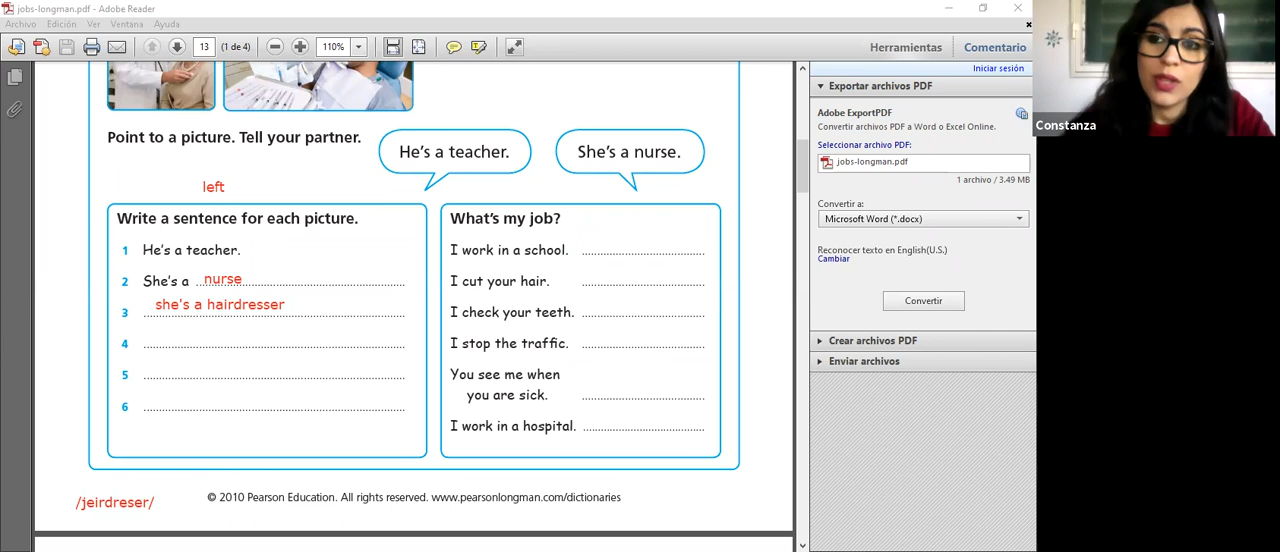 jobs-longman.pdf - Adobe Reader
Archivo Edición Ver Ventana Ayuda
13 (1 de 4) 110% Herramientas Comentario
Point to a picture. Tell your partner.
He's a teacher.
She's a nurse.
left
Write a sentence for each picture.
1 He's a teacher.
2 She's a nurse
3 she's a hairdresser
4
5
6
What's my job?
I work in a school.
I cut your hair.
I check your teeth.
I stop the traffic.
You see me when
you are sick.
I work in a hospital.
/jeirdreser/
© 2010 Pearson Education. All rights reserved. www.pearsonlongman.com/dictionaries
Iniciar sesión
Exportar archivos PDF
Adobe ExportPDF
Convertir archivos PDF a Word o Excel Online.
Seleccionar archivo PDF:
jobs-longman.pdf
1 archivo / 3.49 MB
Convertir a:
Microsoft Word (*.docx)
Reconocer texto en English(U.S.)
Cambiar
Convertir
Crear archivos PDF
Enviar archivos
Constanza